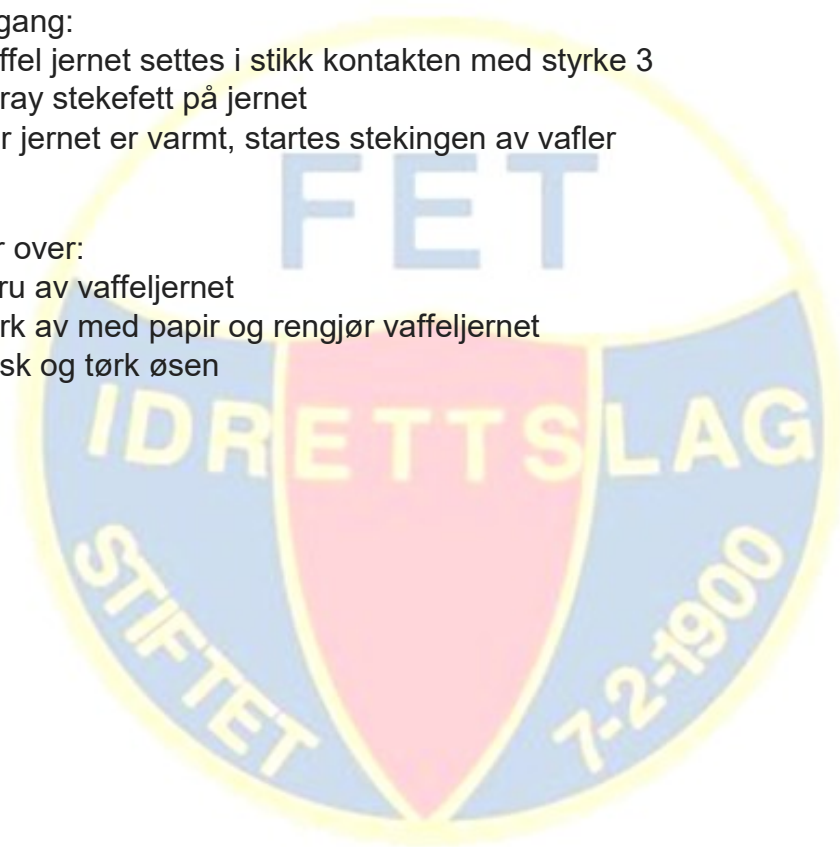 gang:
ffel jernet settes i stikk kontakten med styrke 3
ray stekefett på jernet
r jernet er varmt, startes stekingen av vafler
r over:
ru av vaffeljernet
rk av med papir og rengjør vaffeljernet
sk og tørk øsen
FET
IDRETTSLAG
STIFTET 7-2-1900